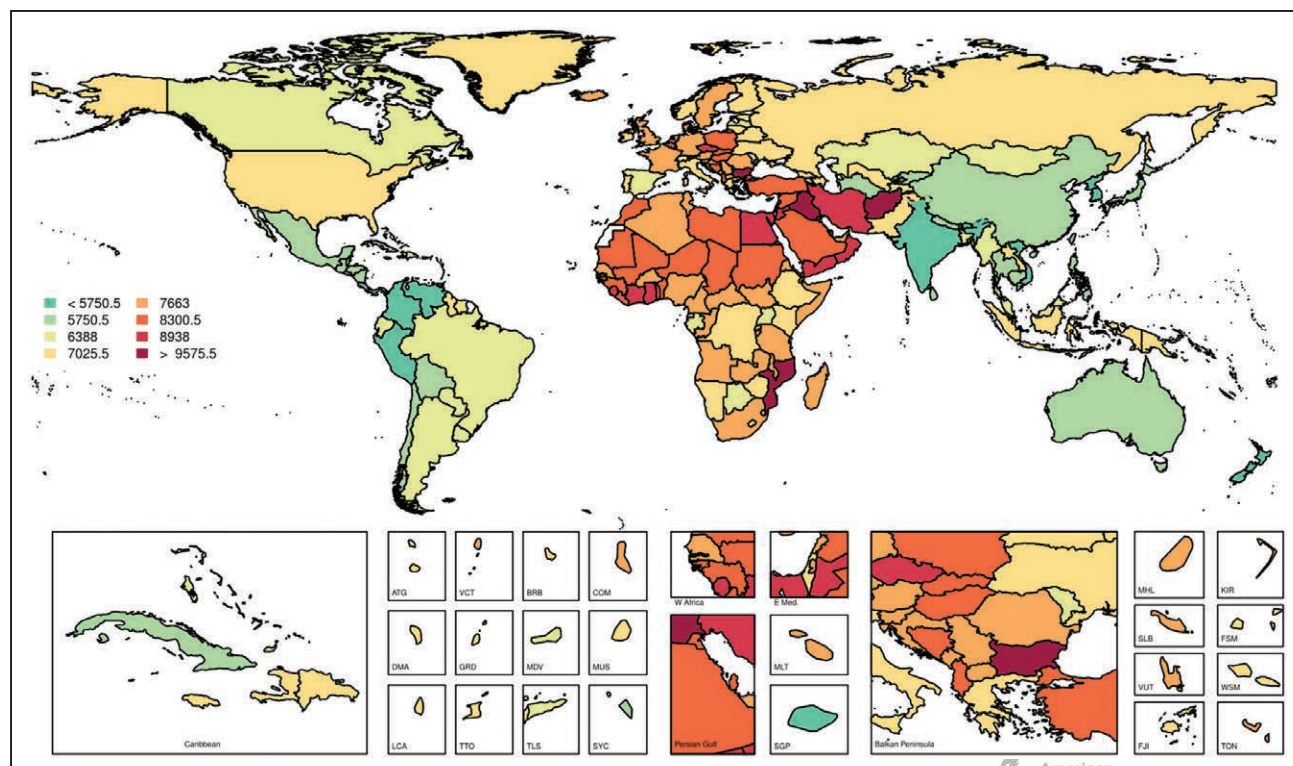 < 5750.5
5750.5
6388
7025.5
7663
8300.5
8938
> 9575.5
Caribbean
ATG
VCT
BRB
COM
DMA
GRD
MDV
MUS
LCA
TTO
TLS
SYC
W Africa
E Med.
Persian Gulf
MLT
SGP
Balkan Peninsula
MHL
KIR
SLB
FSM
VUT
WSM
FJI
TON
American